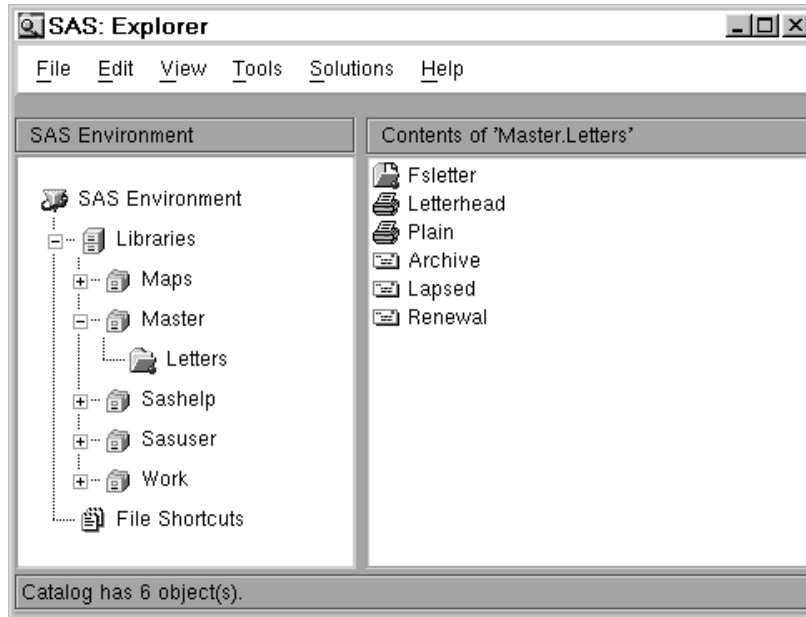 SAS: Explorer
File Edit View Tools Solutions Help
SAS Environment
Contents of 'Master.Letters'
SAS Environment
Libraries
Maps
Master
Letters
Sashelp
Sasuser
Work
File Shortcuts
Fsletter
Letterhead
Plain
Archive
Lapsed
Renewal
Catalog has 6 object(s).